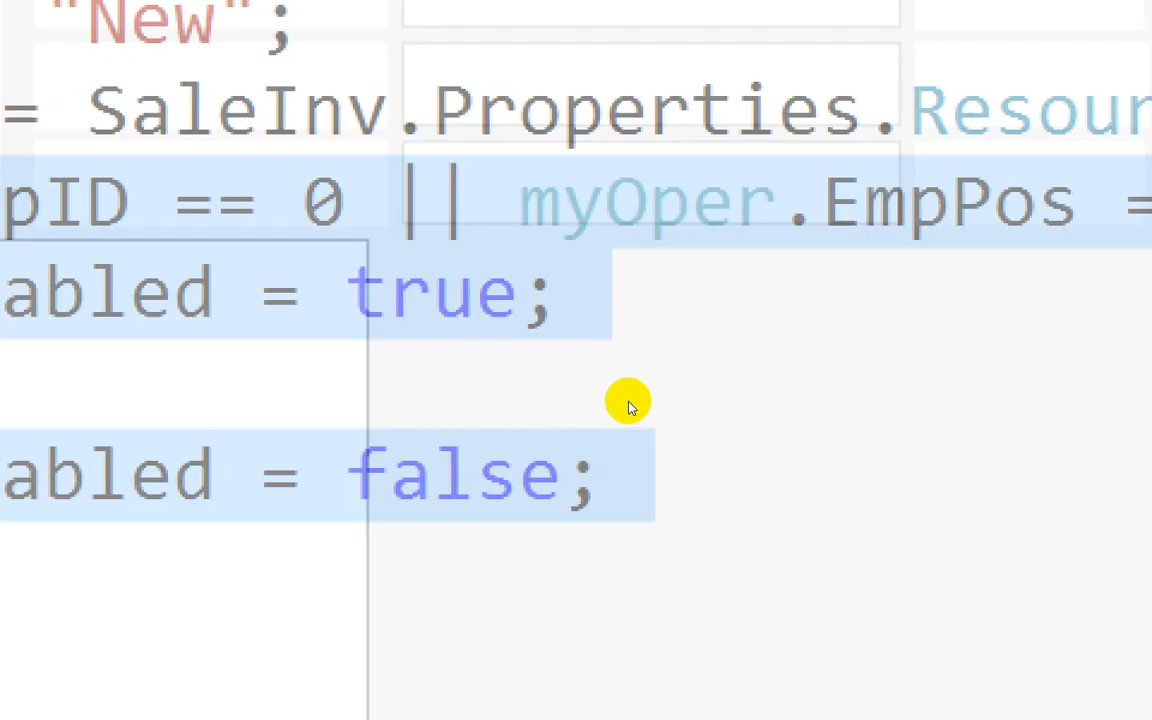 "New";
= SaleInv.Properties.Resour
pID == 0 || myOper.EmpPos =
abled = true;
abled = false;